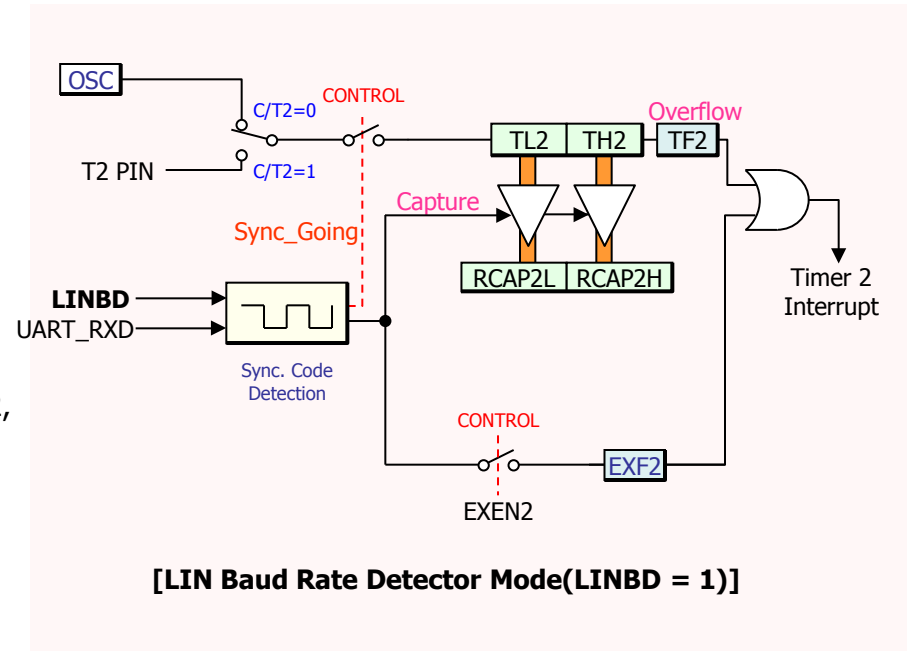 OSC
C/T2=0
CONTROL
Overflow
TL2
TH2
TF2
T2 PIN
C/T2=1
Capture
Sync_Going
RCAP2L
RCAP2H
Timer 2
Interrupt
LINBD
UART_RXD
Sync. Code
Detection
,
CONTROL
EXF2
EXEN2
[LIN Baud Rate Detector Mode(LINBD = 1)]